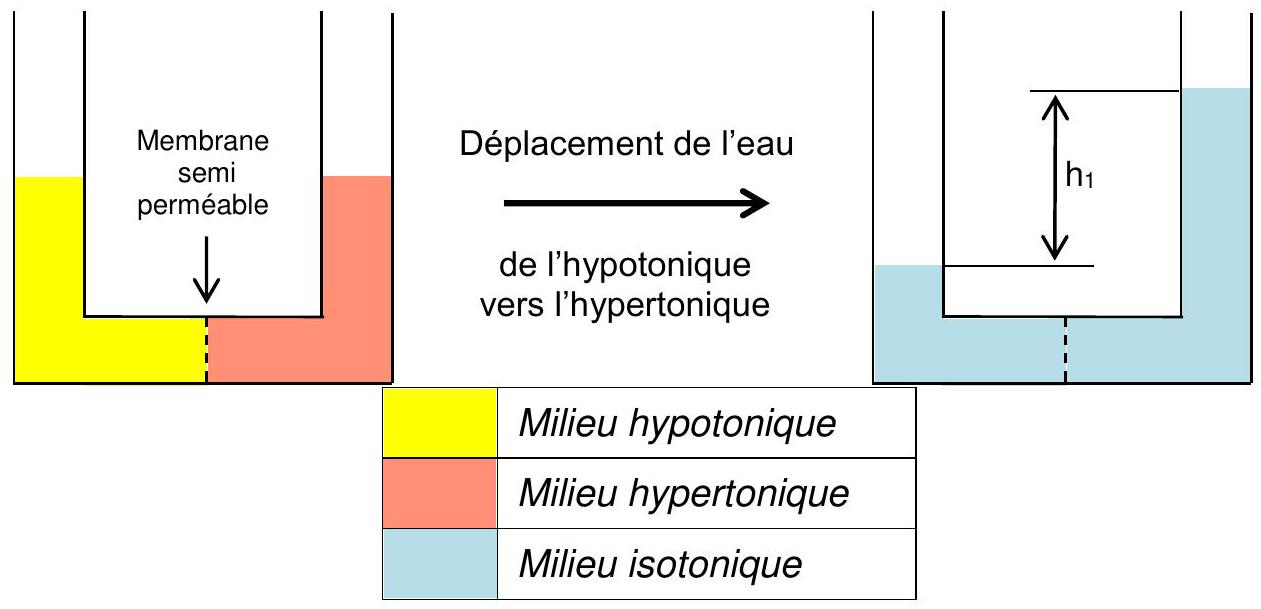 Membrane
semi
perméable
Déplacement de l’eau
de l’hypotonique
vers l’hypertonique
h1
Milieu hypotonique
Milieu hypertonique
Milieu isotonique